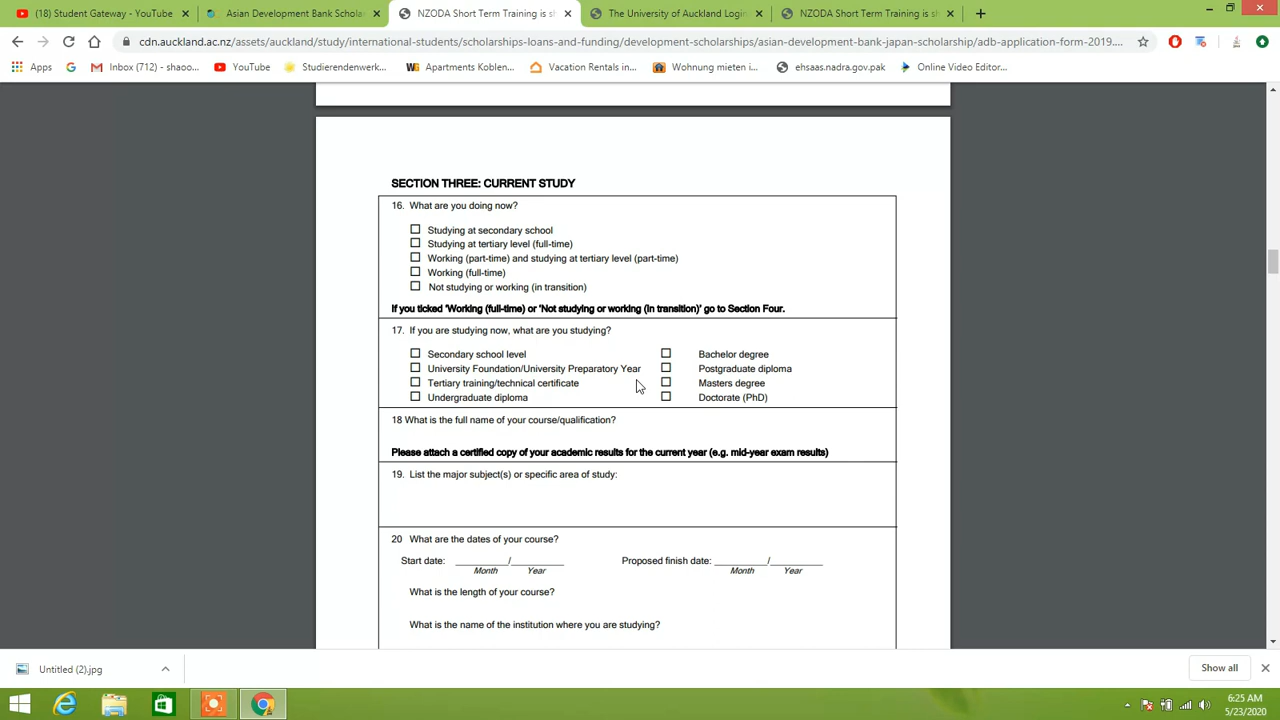 (18) Student Gateway - YouTube
Asian Development Bank Scholar
NZODA Short Term Training is sh
The University of Auckland Login
NZODA Short Term Training is sh
cdn.auckland.ac.nz/assets/auckland/study/international-students/scholarships-loans-and-funding/development-scholarships/asian-development-bank-japan-scholarship/adb-application-form-2019....
Apps
Inbox (712) - shaoo...
YouTube
Studierendenwerk...
Apartments Koblen...
Vacation Rentals in...
Wohnung mieten i...
ehsaas.nadra.gov.pk
Online Video Editor...
SECTION THREE: CURRENT STUDY
16. What are you doing now?
Studying at secondary school
Studying at tertiary level (full-time)
Working (part-time) and studying at tertiary level (part-time)
Working (full-time)
Not studying or working (in transition)
If you ticked 'Working (full-time) or 'Not studying or working (in transition)' go to Section Four.
17. If you are studying now, what are you studying?
Secondary school level
Bachelor degree
University Foundation/University Preparatory Year
Postgraduate diploma
Tertiary training/technical certificate
Masters degree
Undergraduate diploma
Doctorate (PhD)
18 What is the full name of your course/qualification?
Please attach a certified copy of your academic results for the current year (e.g. mid-year exam results)
19. List the major subject(s) or specific area of study:
20 What are the dates of your course?
Start date: _________/_________ Proposed finish date: _________/_________
Month Year Month Year
What is the length of your course?
What is the name of the institution where you are studying?
Untitled (2).jpg
Show all
6:25 AM
5/23/2020